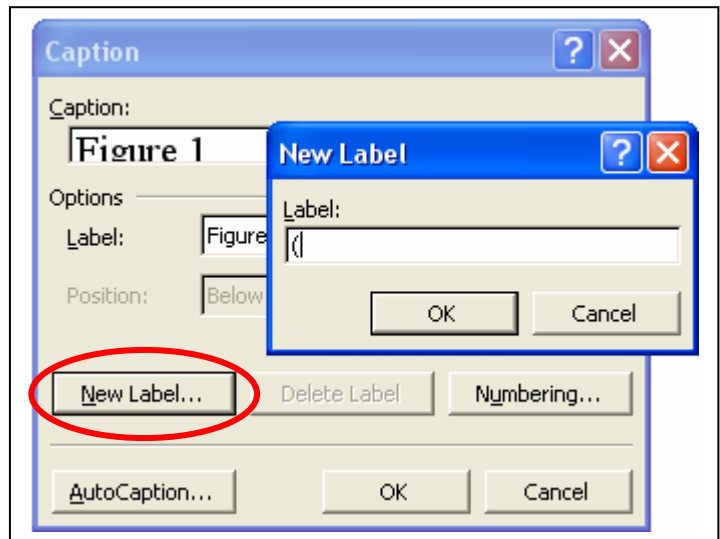 Caption ?
Caption:
Figure 1
New Label ?
Label:
(
OK Cancel
Options
Label: Figure
Position: Below
New Label... Delete Label Numbering...
AutoCaption... OK Cancel